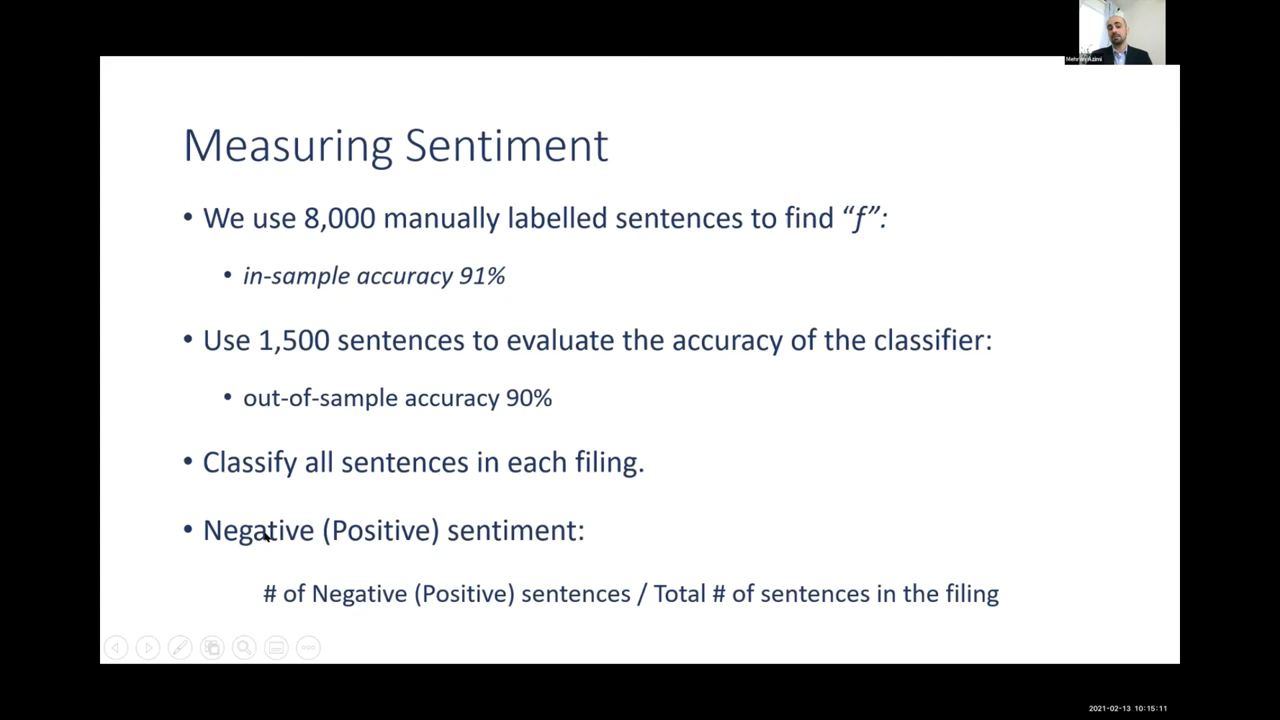 Mehran Azimi
Measuring Sentiment
• We use 8,000 manually labelled sentences to find “f”:
• in-sample accuracy 91%
• Use 1,500 sentences to evaluate the accuracy of the classifier:
• out-of-sample accuracy 90%
• Classify all sentences in each filing.
• Negative (Positive) sentiment:
# of Negative (Positive) sentences / Total # of sentences in the filing
2021-02-13 10:15:11